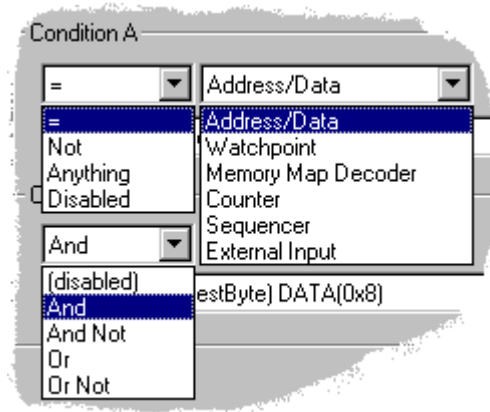 Condition A
= Address/Data
= Address/Data
Not Watchpoint
Anything Memory Map Decoder
Disabled Counter
Sequencer
And External Input
(disabled)
And estByte) DATA(0x8)
And Not
Or
Or Not